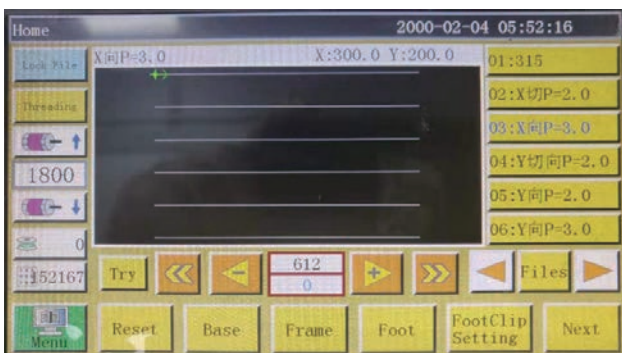 Home 2000-02-04 05:52:16
Lock File
X向P=3.0 X:300.0 Y:200.0
01:315
Threading
02:X切P=2.0
03:X向P=3.0
1800
04:Y切向P=2.0
05:Y向P=2.0
0
06:Y向P=3.0
152167
Try
612
0
Files
Menu
Reset
Base
Frame
Foot
FootClip
Setting
Next